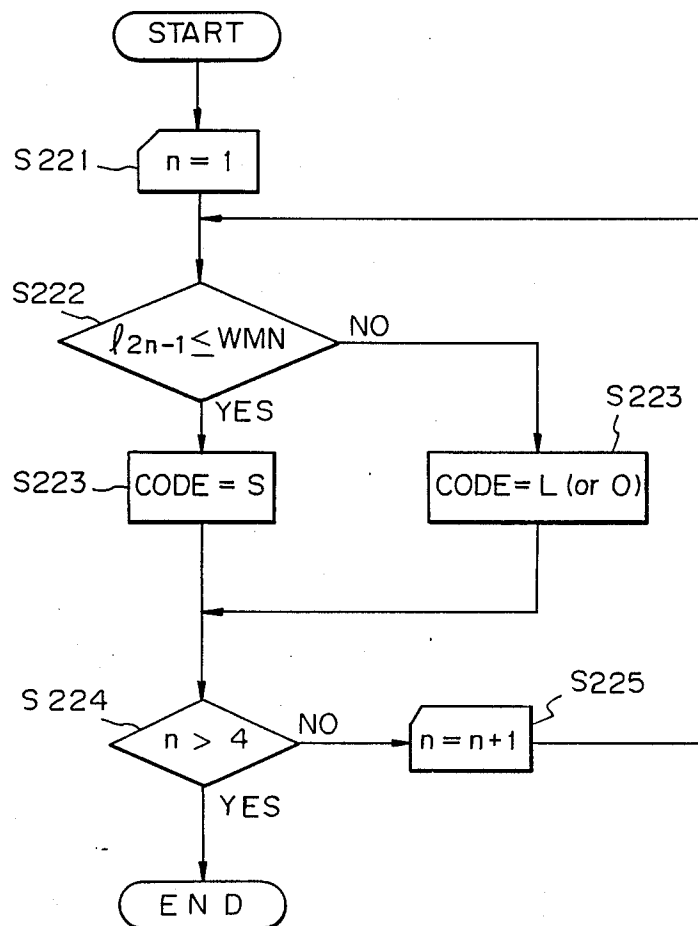 START
S221
n = 1
S222
ℓ2n-1 ≤ WMN
NO
YES
S223
S223
CODE = S
CODE = L (or O)
S224
S225
n > 4
NO
n = n+1
YES
END